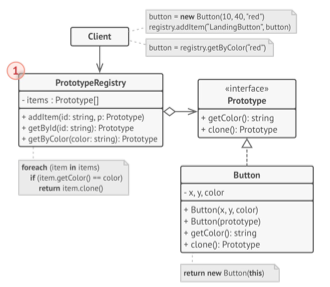 button = new Button(10, 40, "red")
registry.addItem("LandingButton", button)
Client
button = registry.getByColor("red")
1
PrototypeRegistry
- items : Prototype[]
+ addItem(id: string, p: Prototype)
+ getById(id: string): Prototype
+ getByColor(color: string): Prototype
«interface»
Prototype
+ getColor(): string
+ clone(): Prototype
foreach (item in items)
if (item.getColor() == color)
return item.clone()
Button
- x, y, color
+ Button(x, y, color)
+ Button(prototype)
+ getColor(): string
+ clone(): Prototype
return new Button(this)